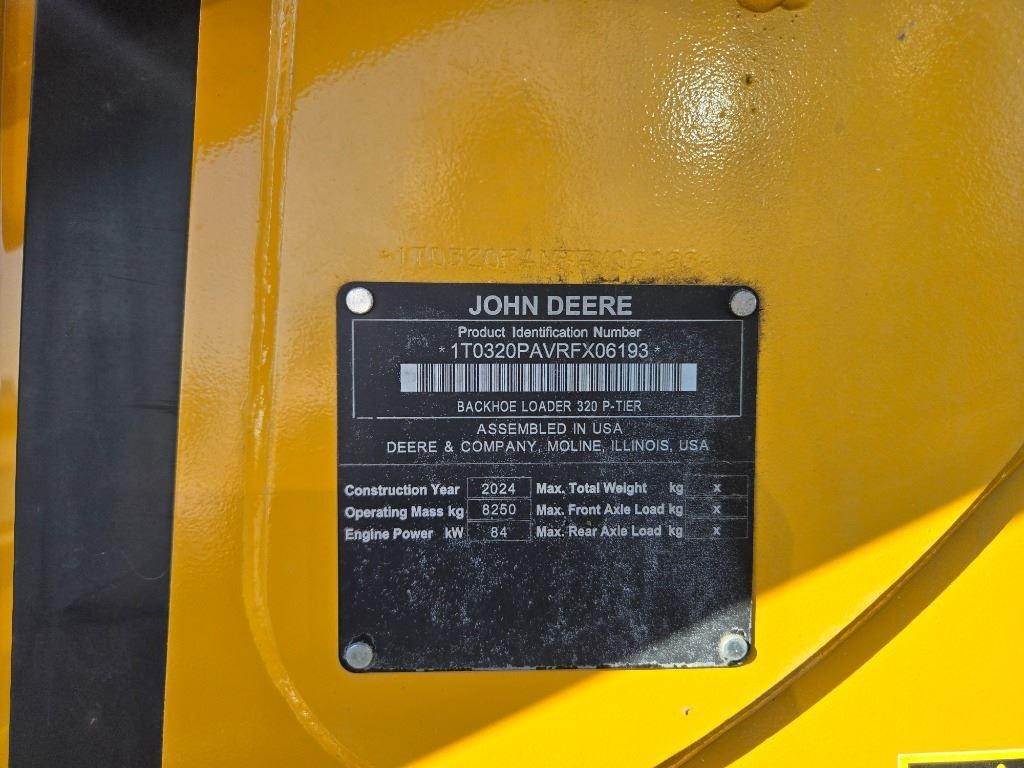 *1T0320PAVRFX06193*
JOHN DEERE
Product Identification Number
*1T0320PAVRFX06193*
BACKHOE LOADER 320 P-TIER
ASSEMBLED IN USA
DEERE & COMPANY, MOLINE, ILLINOIS, USA
Construction Year 2024 Max. Total Weight kg x
Operating Mass kg 8250 Max. Front Axle Load kg x
Engine Power kW 84 Max. Rear Axle Load kg x